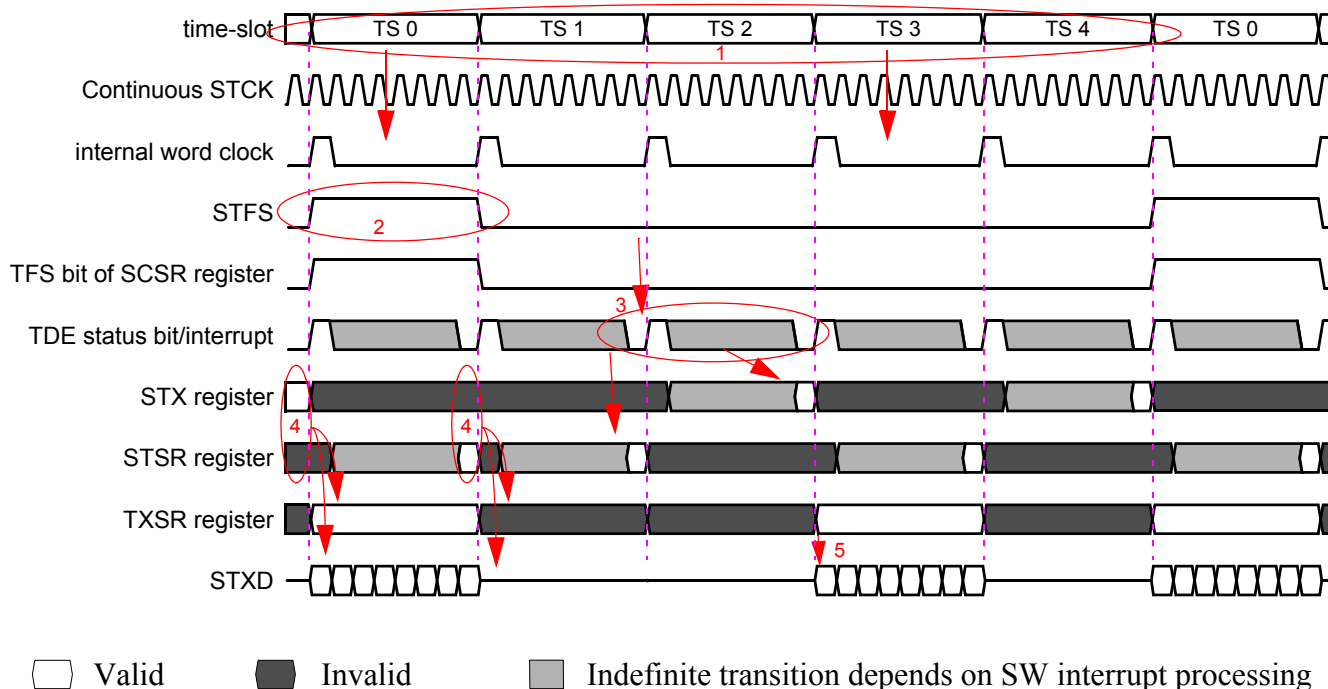 time-slot TS 0 TS 1 TS 2 TS 3 TS 4 TS 0
1
Continuous STCK
internal word clock
STFS
2
TFS bit of SCSR register
3
TDE status bit/interrupt
STX register
4 4
STSR register
TXSR register
5
STXD
Valid Invalid Indefinite transition depends on SW interrupt processing